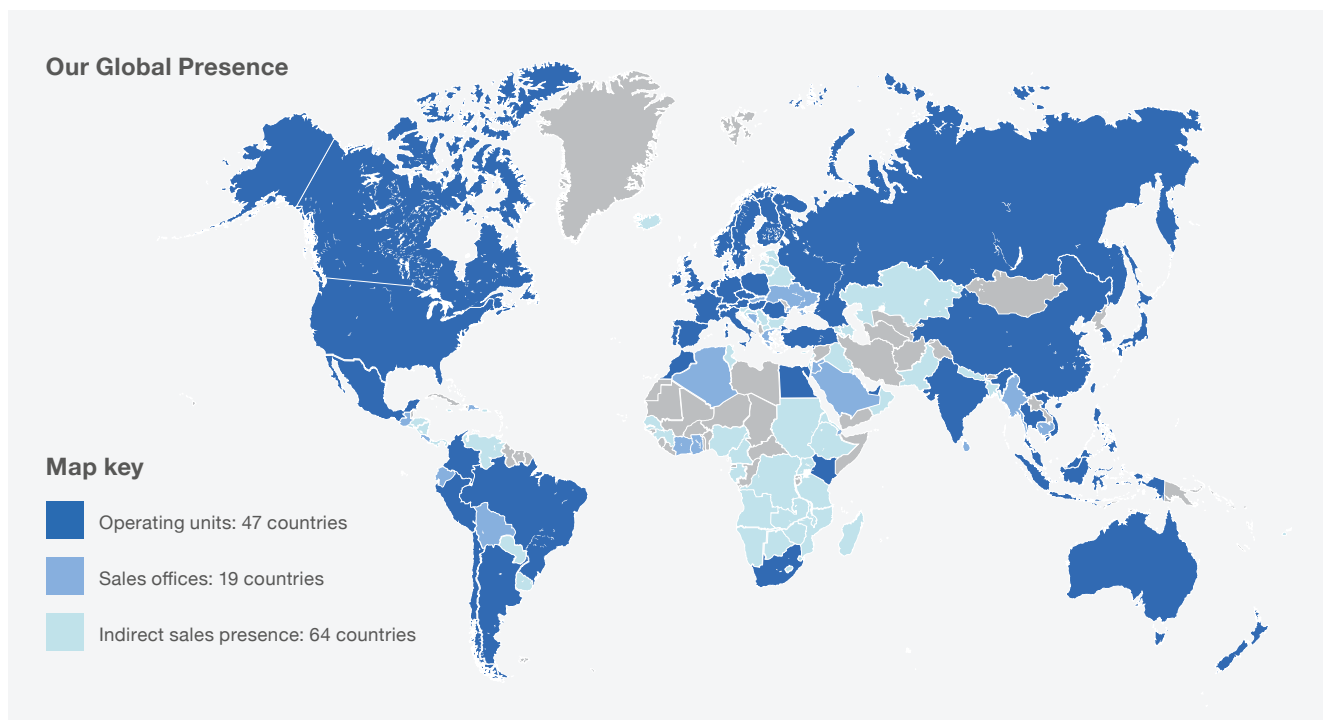 Our Global Presence
Map key
Operating units: 47 countries
Sales offices: 19 countries
Indirect sales presence: 64 countries